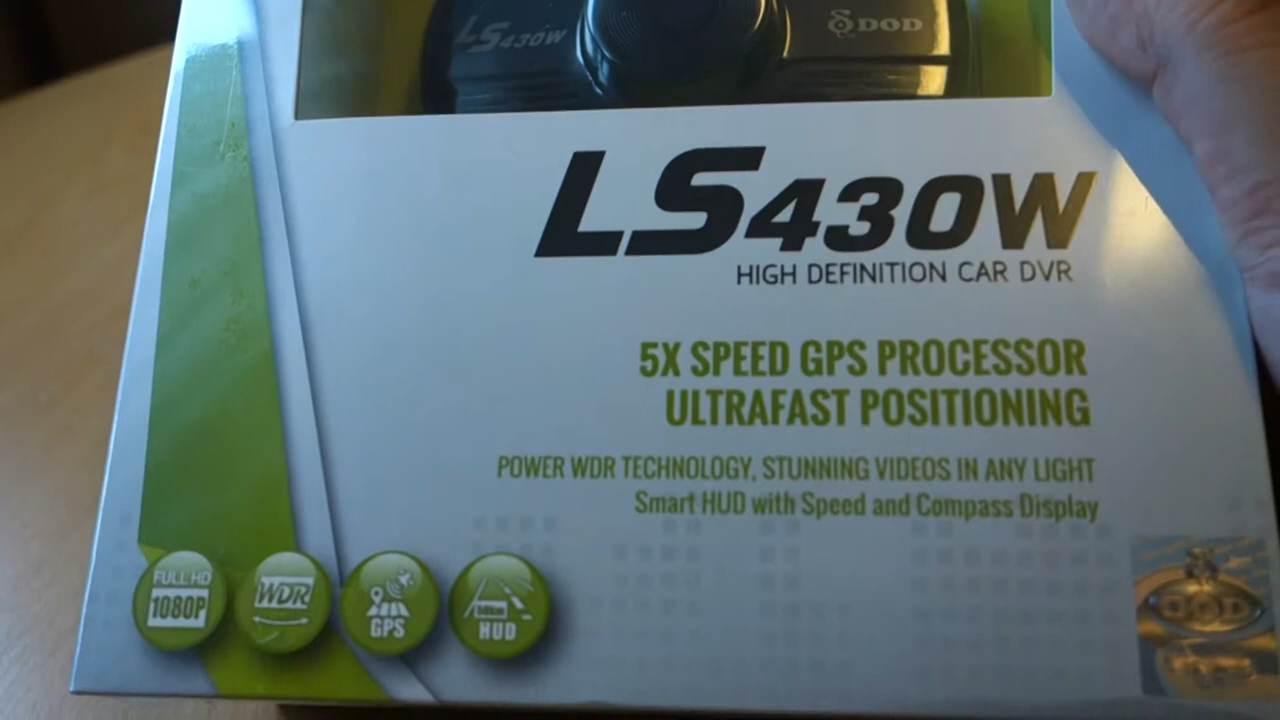 LS430W
DOD
LS430W
HIGH DEFINITION CAR DVR
5X SPEED GPS PROCESSOR
ULTRAFAST POSITIONING
POWER WDR TECHNOLOGY, STUNNING VIDEOS IN ANY LIGHT
Smart HUD with Speed and Compass Display
FULL HD
1080P
WDR
GPS
HUD
DOD